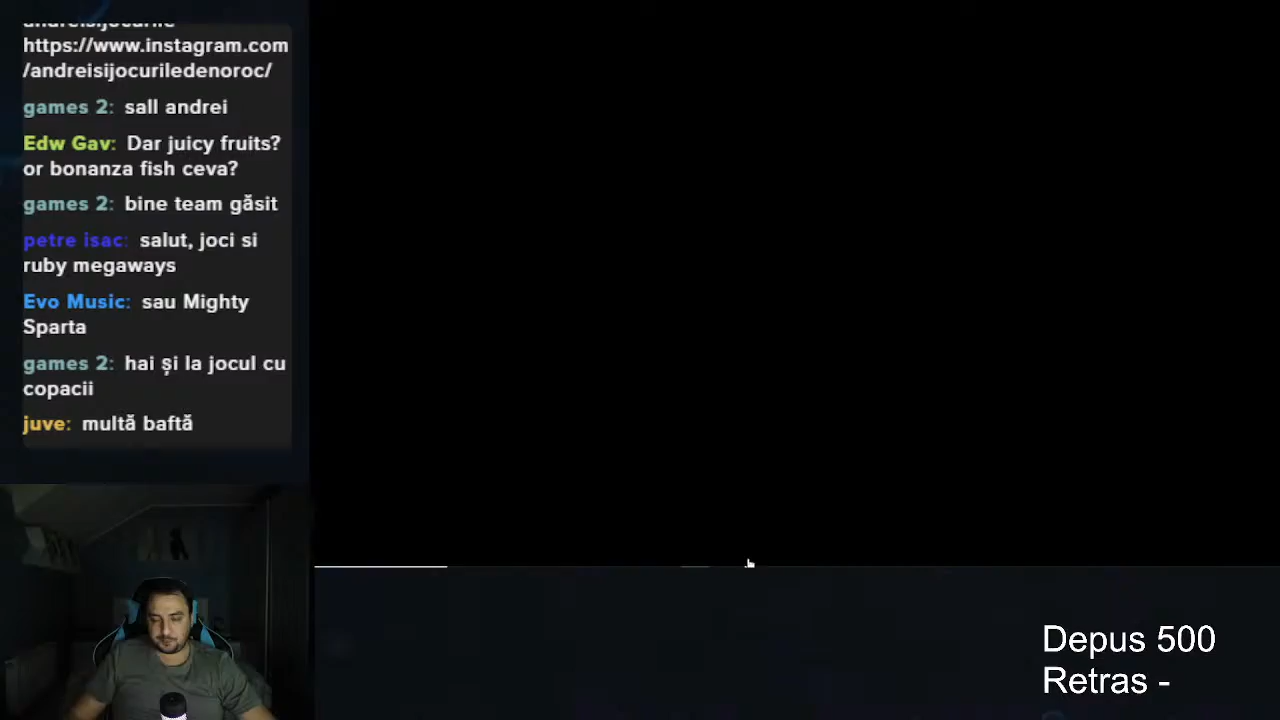 andreisijocurile
https://www.instagram.com
/andreisijocuriledenoroc/
games 2: sall andrei
Edw Gav: Dar juicy fruits?
or bonanza fish ceva?
games 2: bine team găsit
petre isac: salut, joci si
ruby megaways
Evo Music: sau Mighty
Sparta
games 2: hai și la jocul cu
copacii
juve: multă baftă
Depus 500
Retras -